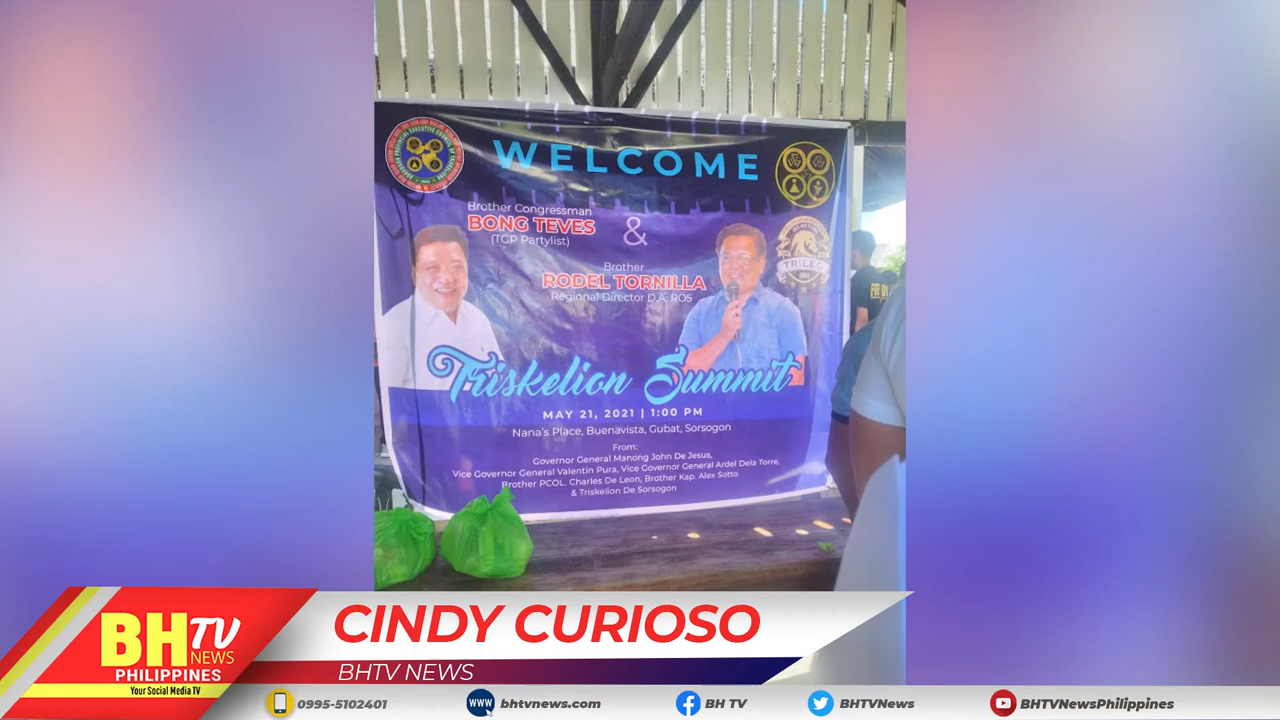 WELCOME
Brother Congressman
BONG TEVES
(TGP Partylist)
&
Brother
RODEL TORNILLA
Regional Director D.A. RO5
TRILEC
Triskelion Summit
MAY 21, 2021 | 1:00 PM
Nana's Place, Buenavista, Gubat, Sorsogon
From:
Governor General Manong John De Jesus,
Vice Governor General Valentin Pura, Vice Governor General Ardel Dela Torre,
Brother PCOL. Charles De Leon, Brother Kap. Alex Sotto
& Triskelion De Sorsogon
CINDY CURIOSO
BHTV NEWS
BHTV
NEWS
PHILIPPINES
Your Social Media TV
0995-5102401
WWW
bhtvnews.com
BH TV
BHTVNews
BHTVNewsPhilippines